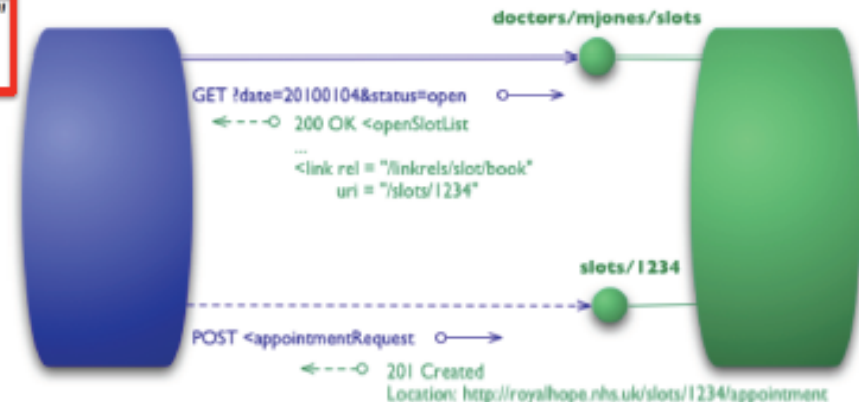 "
doctors/mjones/slots
GET ?date=20100104&status=open
200 OK <openSlotList
...
<link rel = "/linkrels/slot/book"
uri = "/slots/1234"
slots/1234
POST <appointmentRequest
201 Created
Location: http://royalhope.nhs.uk/slots/1234/appointment